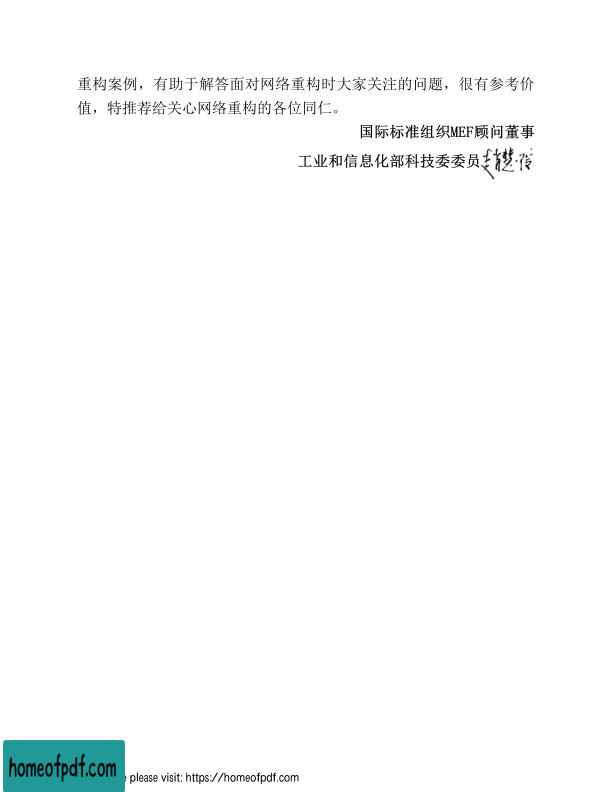 重构案例，有助于解答面对网络重构时大家关注的问题，很有参考价
值，特推荐给关心网络重构的各位同仁。
国际标准组织MEF顾问董事
工业和信息化部科技委委员
homeofpdf.com
e please visit: https://homeofpdf.com